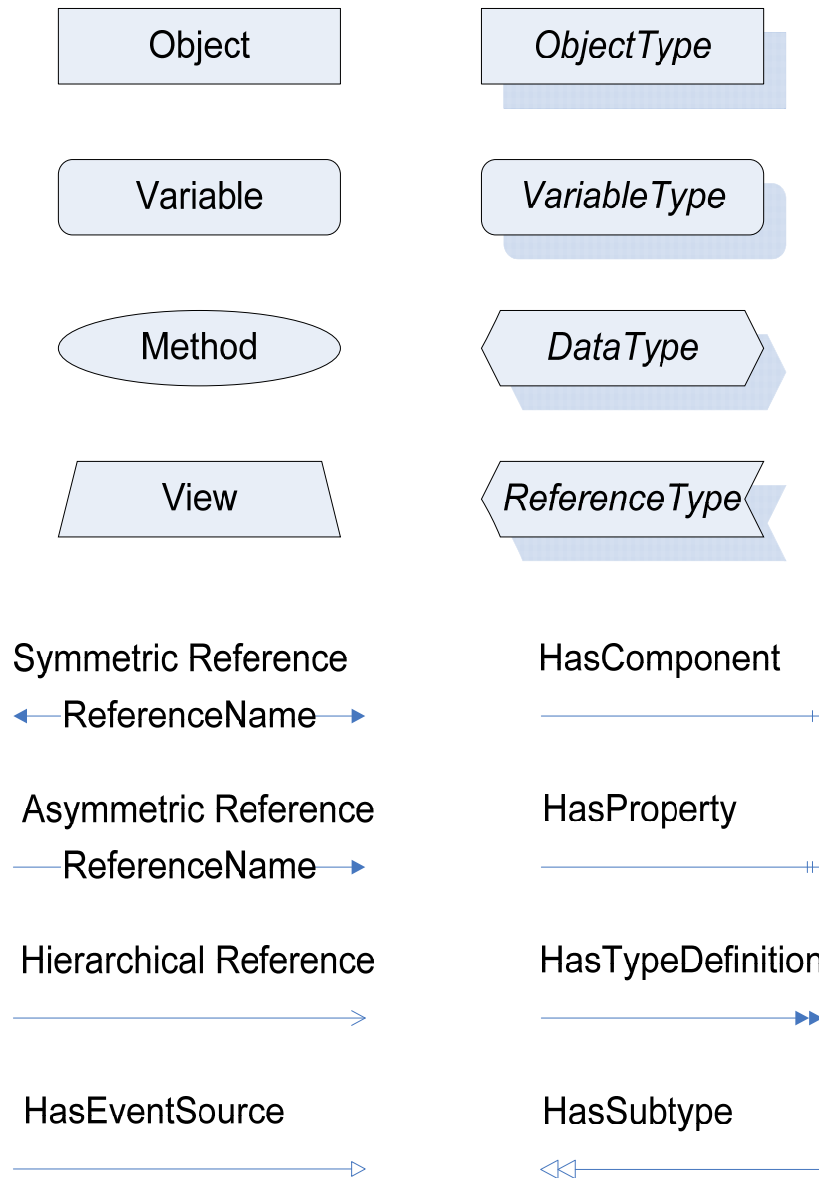 Object
ObjectType
Variable
VariableType
Method
DataType
View
ReferenceType
Symmetric Reference
HasComponent
ReferenceName
Asymmetric Reference
HasProperty
ReferenceName
Hierarchical Reference
HasTypeDefinition
HasEventSource
HasSubtype